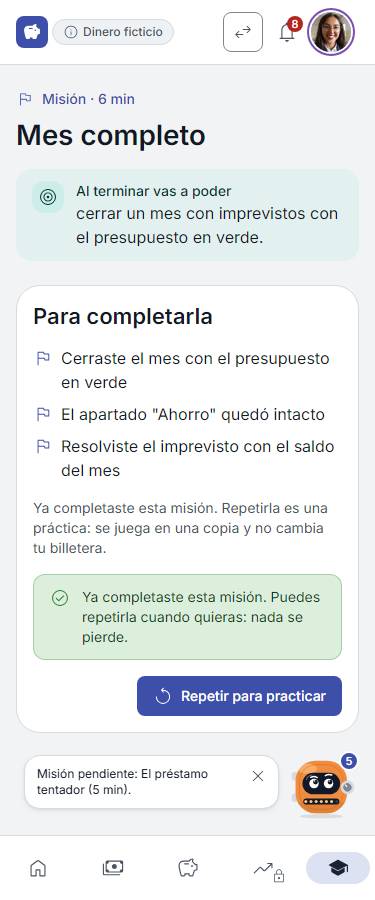 Dinero ficticio
8
Misión · 6 min
Mes completo
Al terminar vas a poder
cerrar un mes con imprevistos con
el presupuesto en verde.
Para completarla
Cerraste el mes con el presupuesto
en verde
El apartado "Ahorro" quedó intacto
Resolviste el imprevisto con el saldo
del mes
Ya completaste esta misión. Repetirla es una
práctica: se juega en una copia y no cambia
tu billetera.
Ya completaste esta misión. Puedes
repetirla cuando quieras: nada se
pierde.
Repetir para practicar
Misión pendiente: El préstamo
tentador (5 min).
5